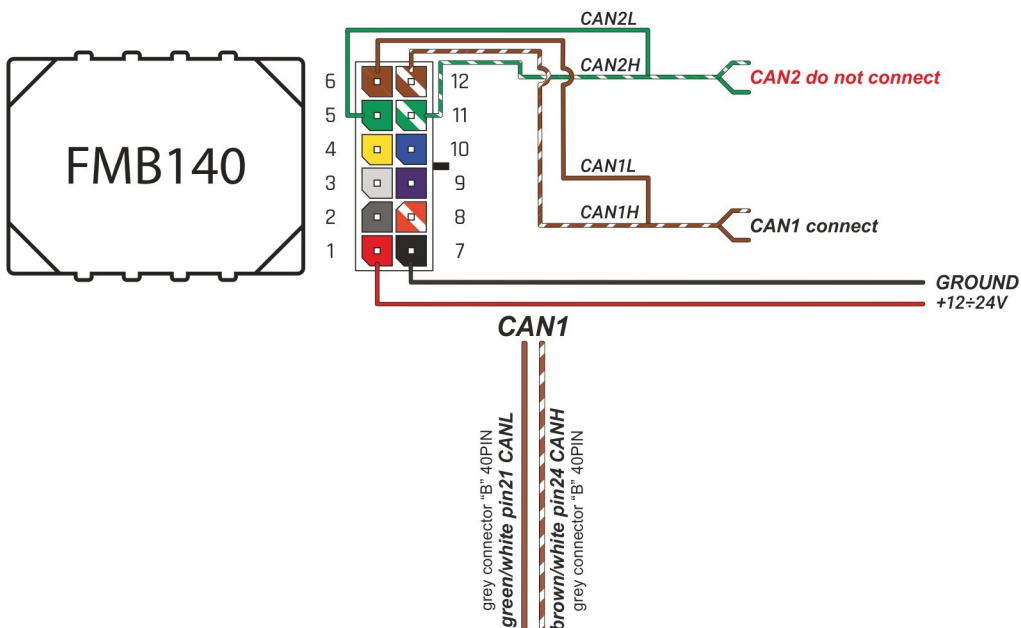 CAN2L
CAN2H
CAN2 do not connect
FMB140
6 12
5 11
4 10
3 9
2 8
1 7
CAN1L
CAN1H
CAN1 connect
GROUND
+12÷24V
CAN1
grey connector "B" 40PIN
green/white pin21 CANL
brown/white pin24 CANH
grey connector "B" 40PIN